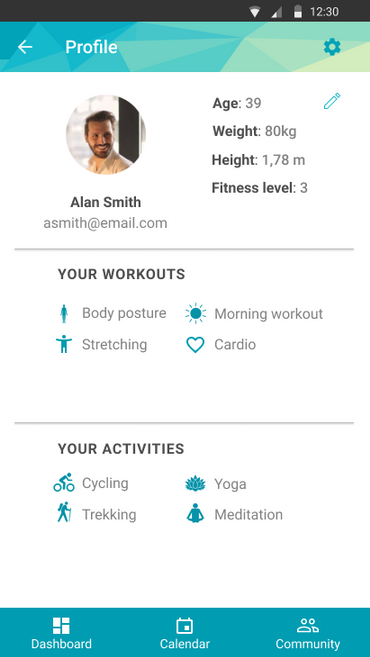 12:30
Profile
Age: 39
Weight: 80kg
Height: 1,78 m
Fitness level: 3
Alan Smith
asmith@email.com
YOUR WORKOUTS
Body posture
Morning workout
Stretching
Cardio
YOUR ACTIVITIES
Cycling
Yoga
Trekking
Meditation
Dashboard
Calendar
Community